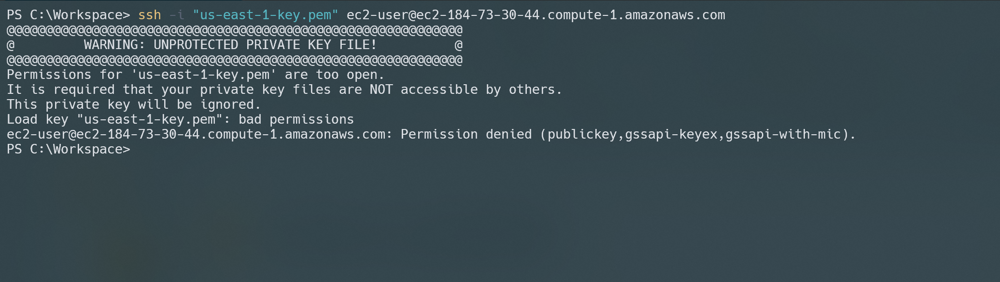 PS C:\Workspace> ssh -i "us-east-1-key.pem" ec2-user@ec2-184-73-30-44.compute-1.amazonaws.com
@@@@@@@@@@@@@@@@@@@@@@@@@@@@@@@@@@@@@@@@@@@@@@@@@@@@@@@@@@@
@         WARNING: UNPROTECTED PRIVATE KEY FILE!          @
@@@@@@@@@@@@@@@@@@@@@@@@@@@@@@@@@@@@@@@@@@@@@@@@@@@@@@@@@@@
Permissions for 'us-east-1-key.pem' are too open.
It is required that your private key files are NOT accessible by others.
This private key will be ignored.
Load key "us-east-1-key.pem": bad permissions
ec2-user@ec2-184-73-30-44.compute-1.amazonaws.com: Permission denied (publickey,gssapi-keyex,gssapi-with-mic).
PS C:\Workspace>